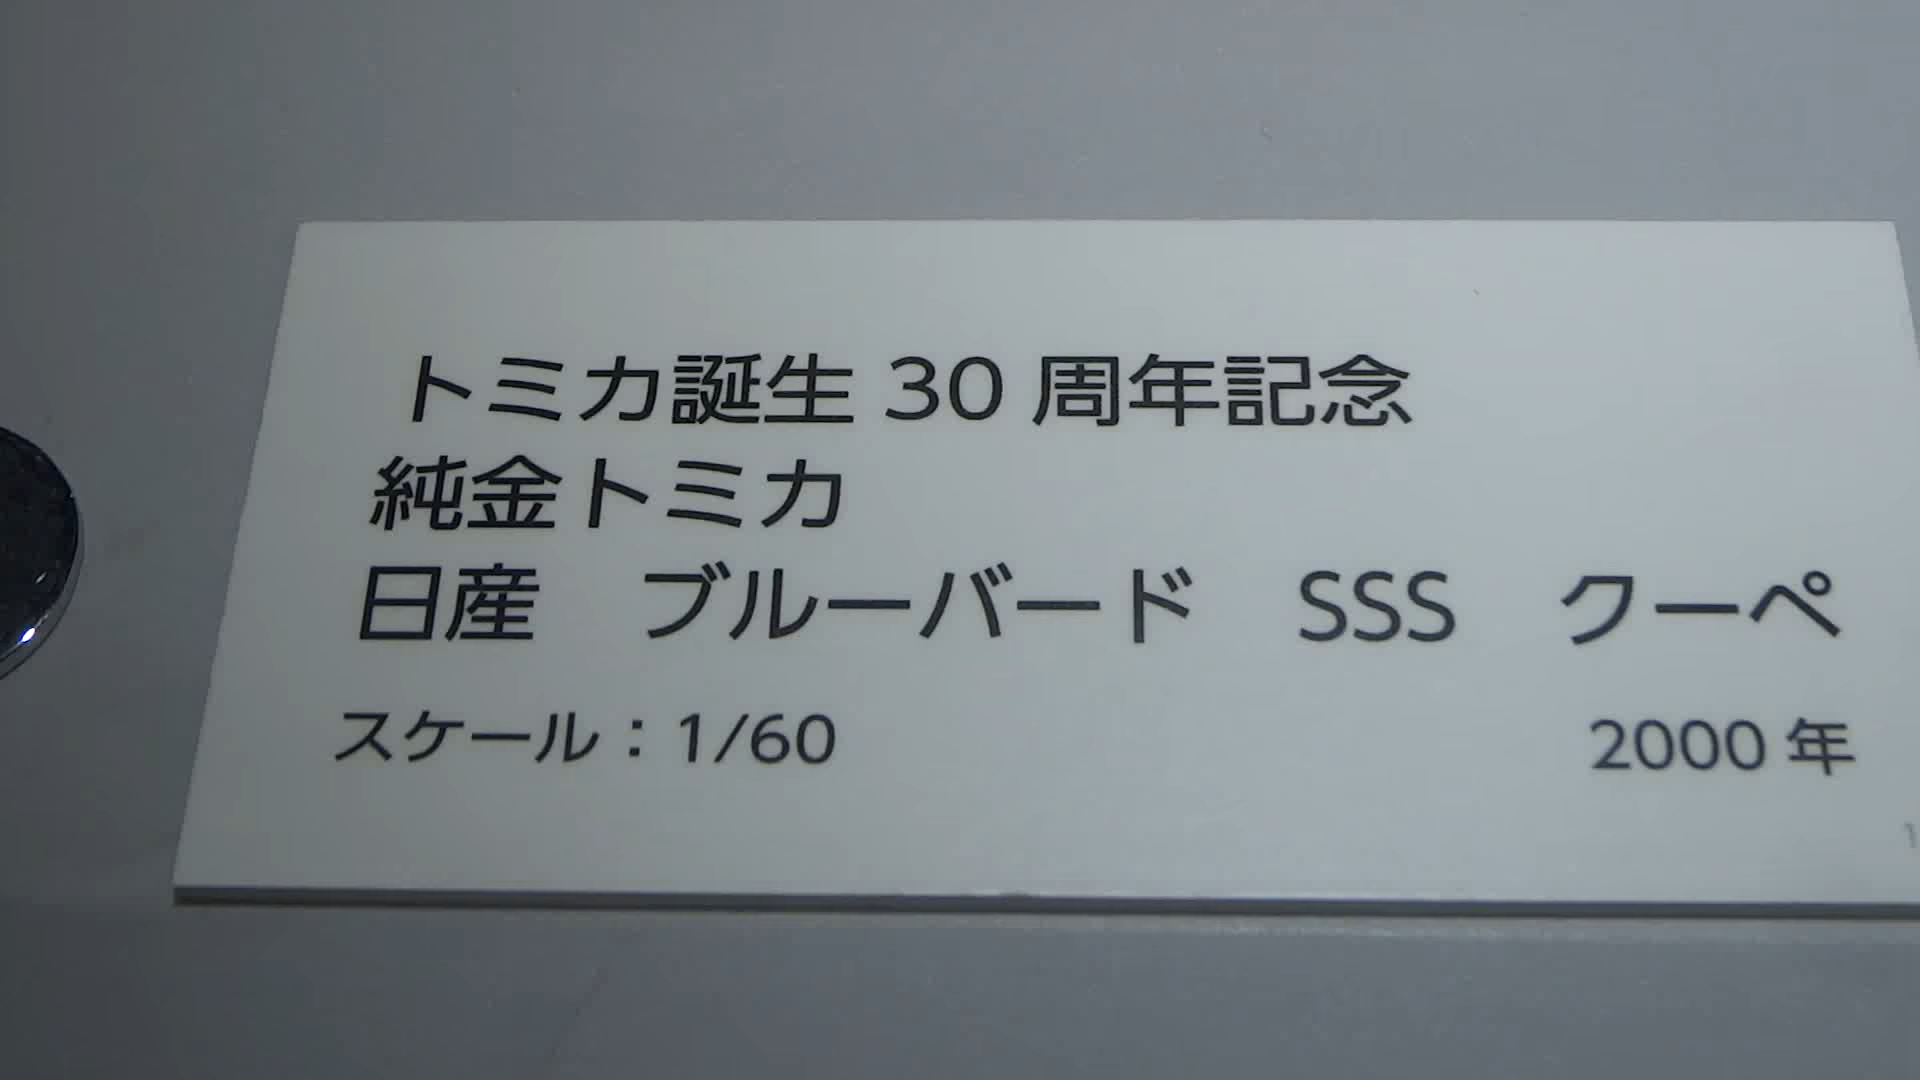 トミカ誕生 30 周年記念
純金トミカ
日産　ブルーバード　SSS　クーペ
スケール：1/60
2000 年